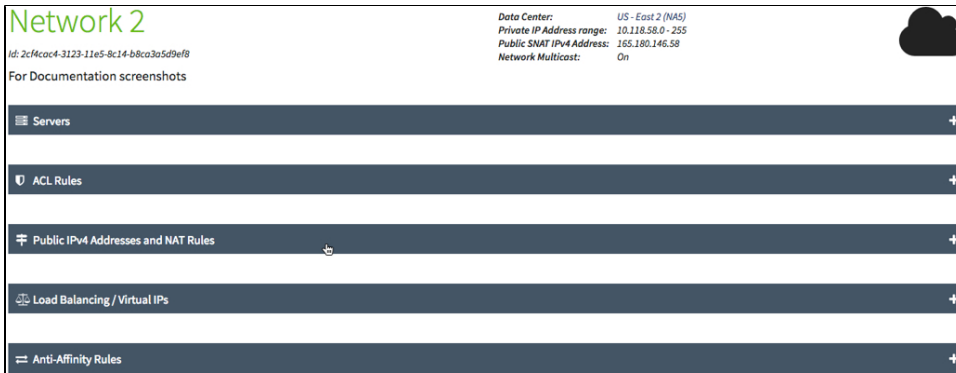 Network 2
Id: 2cf4cac4-3123-11e5-8c14-b8ca3a5d9ef8
For Documentation screenshots
Data Center: US - East 2 (NA5)
Private IP Address range: 10.118.58.0 - 255
Public SNAT IPv4 Address: 165.180.146.58
Network Multicast: On
Servers
ACL Rules
Public IPv4 Addresses and NAT Rules
Load Balancing / Virtual IPs
Anti-Affinity Rules